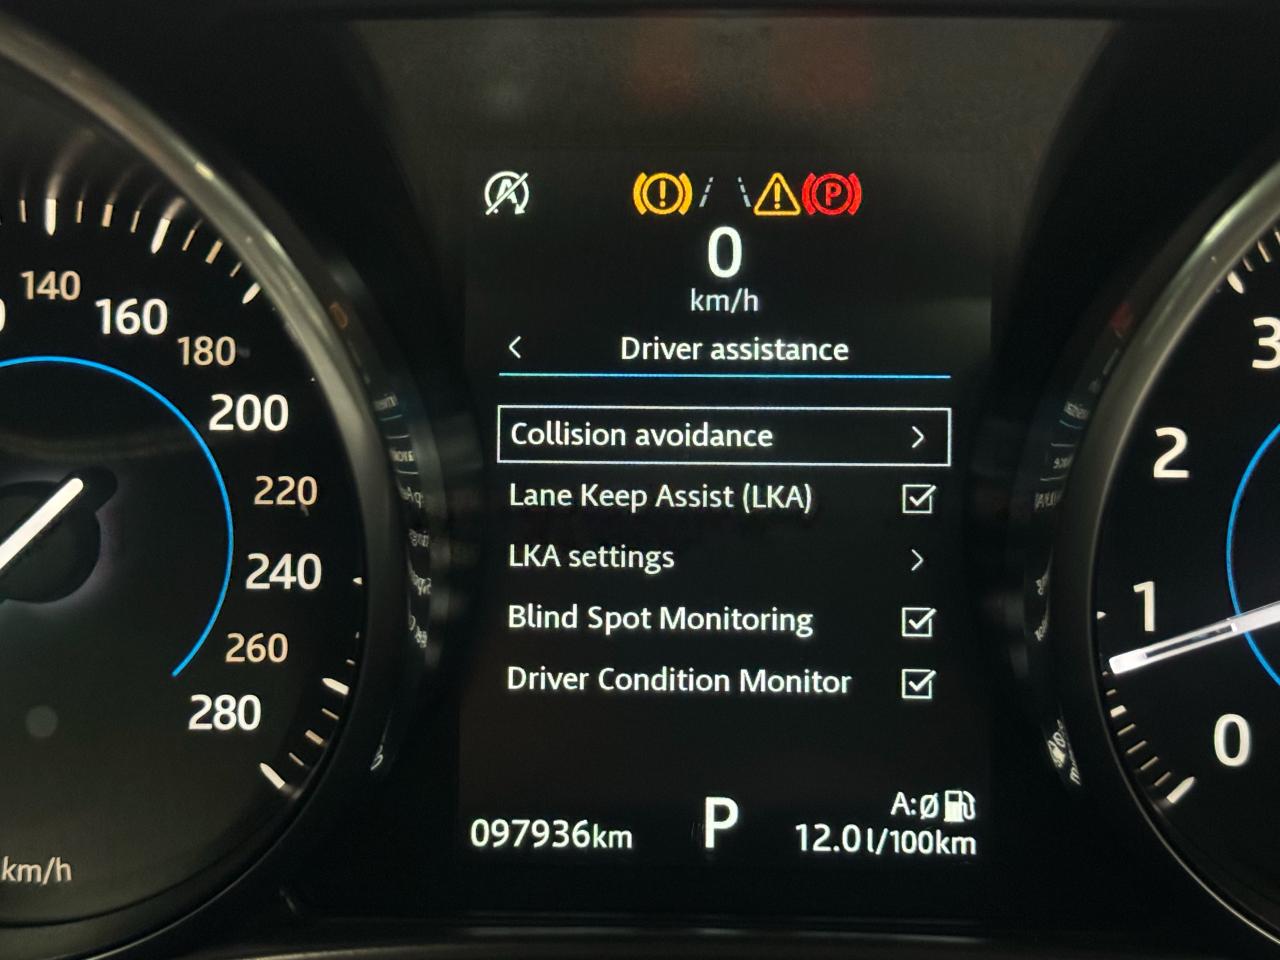 0
km/h
Driver assistance
Collision avoidance
Lane Keep Assist (LKA)
LKA settings
Blind Spot Monitoring
Driver Condition Monitor
A:Ø
097936km
P
12.0 l/100km
140
160
180
200
220
240
260
280
km/h
3
2
1
0
P
A